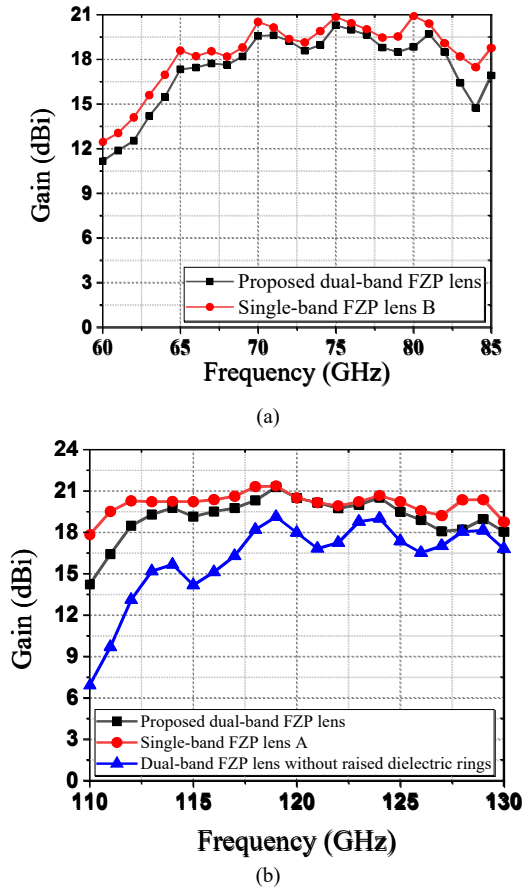 21
18
15
12
9
6
3
0
Gain (dBi)
Proposed dual-band FZP lens
Single-band FZP lens B
60 65 70 75 80 85
Frequency (GHz)
(a)
24
21
18
15
12
9
6
3
0
Gain (dBi)
Proposed dual-band FZP lens
Single-band FZP lens A
Dual-band FZP lens without raised dielectric rings
110 115 120 125 130
Frequency (GHz)
(b)